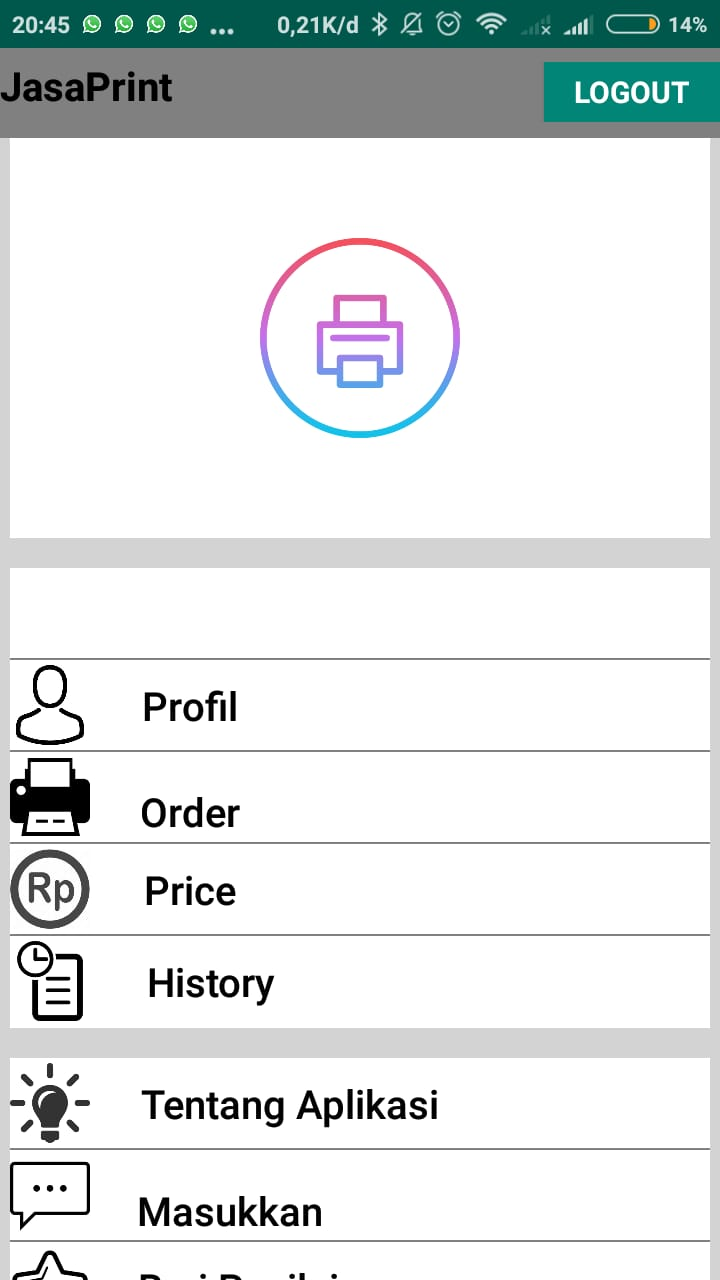 20:45 ... 0,21K/d 14%
JasaPrint
LOGOUT
Profil
Order
Rp
Price
History
Tentang Aplikasi
Masukkan